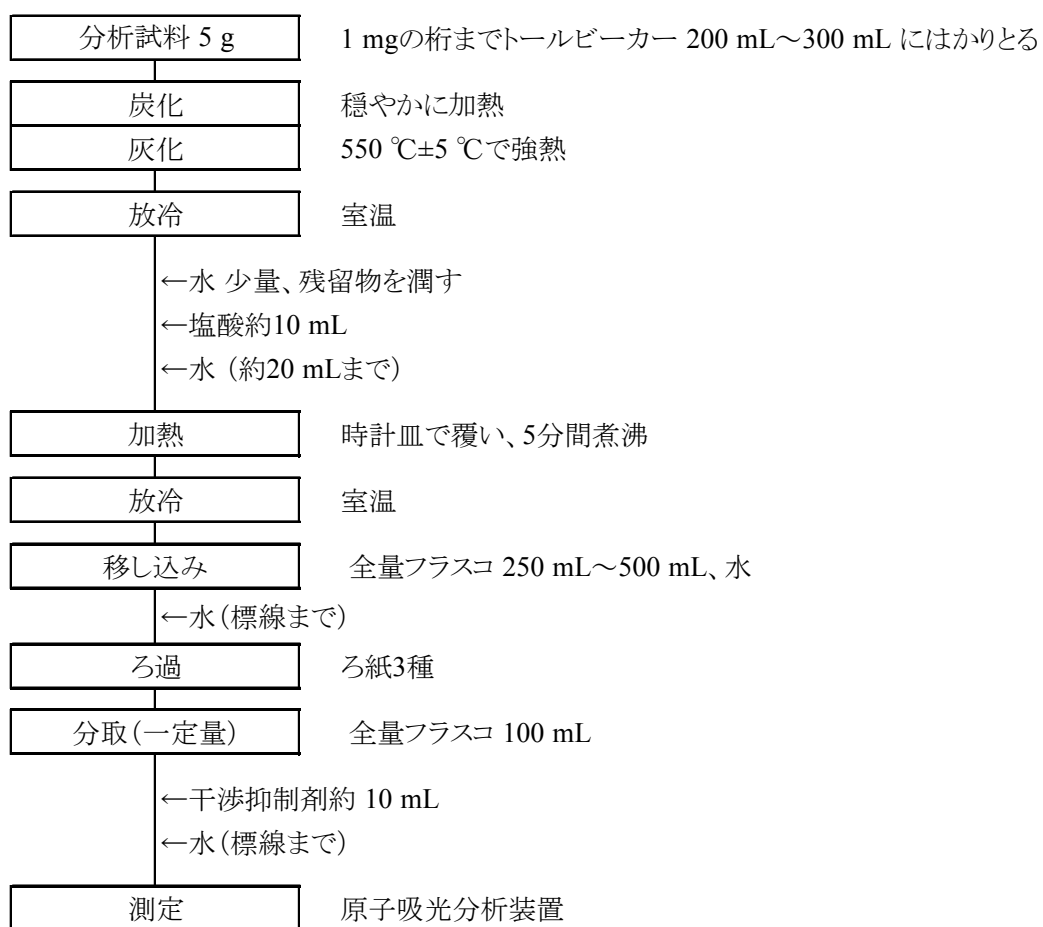 分析試料 5 g 1 mgの桁までトールビーカー 200 mL～300 mL にはかりとる
炭化 穏やかに加熱
灰化 550 ℃±5 ℃で強熱
放冷 室温
←水 少量、残留物を潤す
←塩酸約10 mL
←水 （約20 mLまで）
加熱 時計皿で覆い、5分間煮沸
放冷 室温
移し込み 全量フラスコ 250 mL～500 mL、水
←水（標線まで）
ろ過 ろ紙3種
分取（一定量） 全量フラスコ 100 mL
←干渉抑制剤約 10 mL
←水（標線まで）
測定 原子吸光分析装置